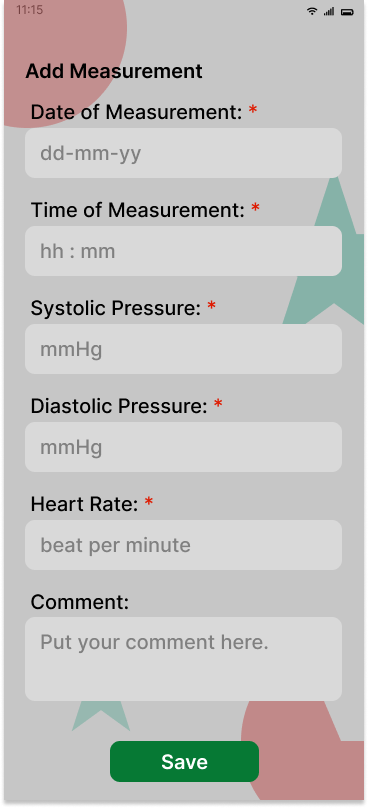 11:15
Add Measurement
Date of Measurement: *
dd-mm-yy
Time of Measurement: *
hh : mm
Systolic Pressure: *
mmHg
Diastolic Pressure: *
mmHg
Heart Rate: *
beat per minute
Comment:
Put your comment here.
Save